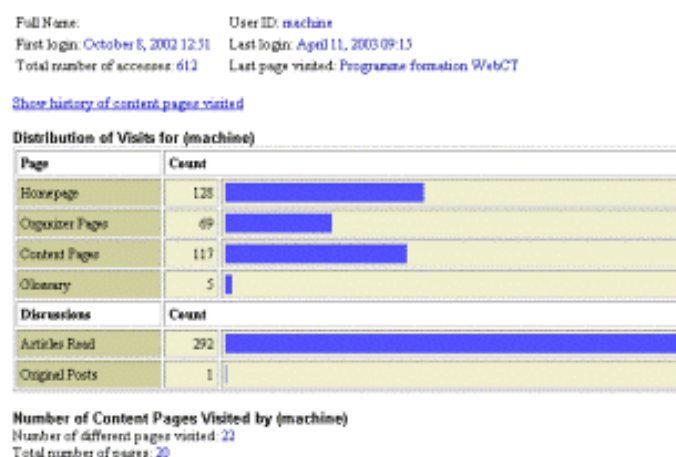 Full Name: User ID: machine
First login: October 8, 2002 12:51 Last login: April 11, 2003 09:15
Total number of accesses: 612 Last page visited: Programme formation WebCT
Show history of content pages visited
Distribution of Visits for (machine)
Page Count
Homepage 128
Organizer Pages 69
Content Pages 117
Glossary 5
Discussions Count
Articles Read 292
Original Posts 1
Number of Content Pages Visited by (machine)
Number of different pages visited: 22
Total number of pages: 20